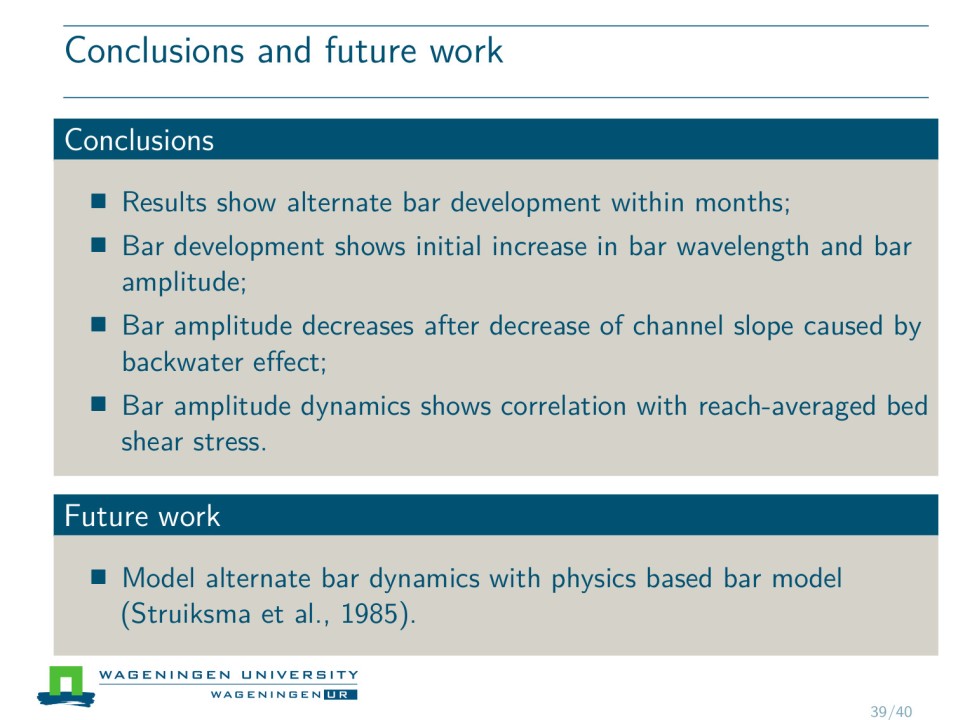 Conclusions and future work
Conclusions
Results show alternate bar development within months;
Bar development shows initial increase in bar wavelength and bar
amplitude;
Bar amplitude decreases after decrease of channel slope caused by
backwater effect;
Bar amplitude dynamics shows correlation with reach-averaged bed
shear stress.
Future work
Model alternate bar dynamics with physics based bar model
(Struiksma et al., 1985).
WAGENINGEN UNIVERSITY
WAGENINGEN UR
39/40